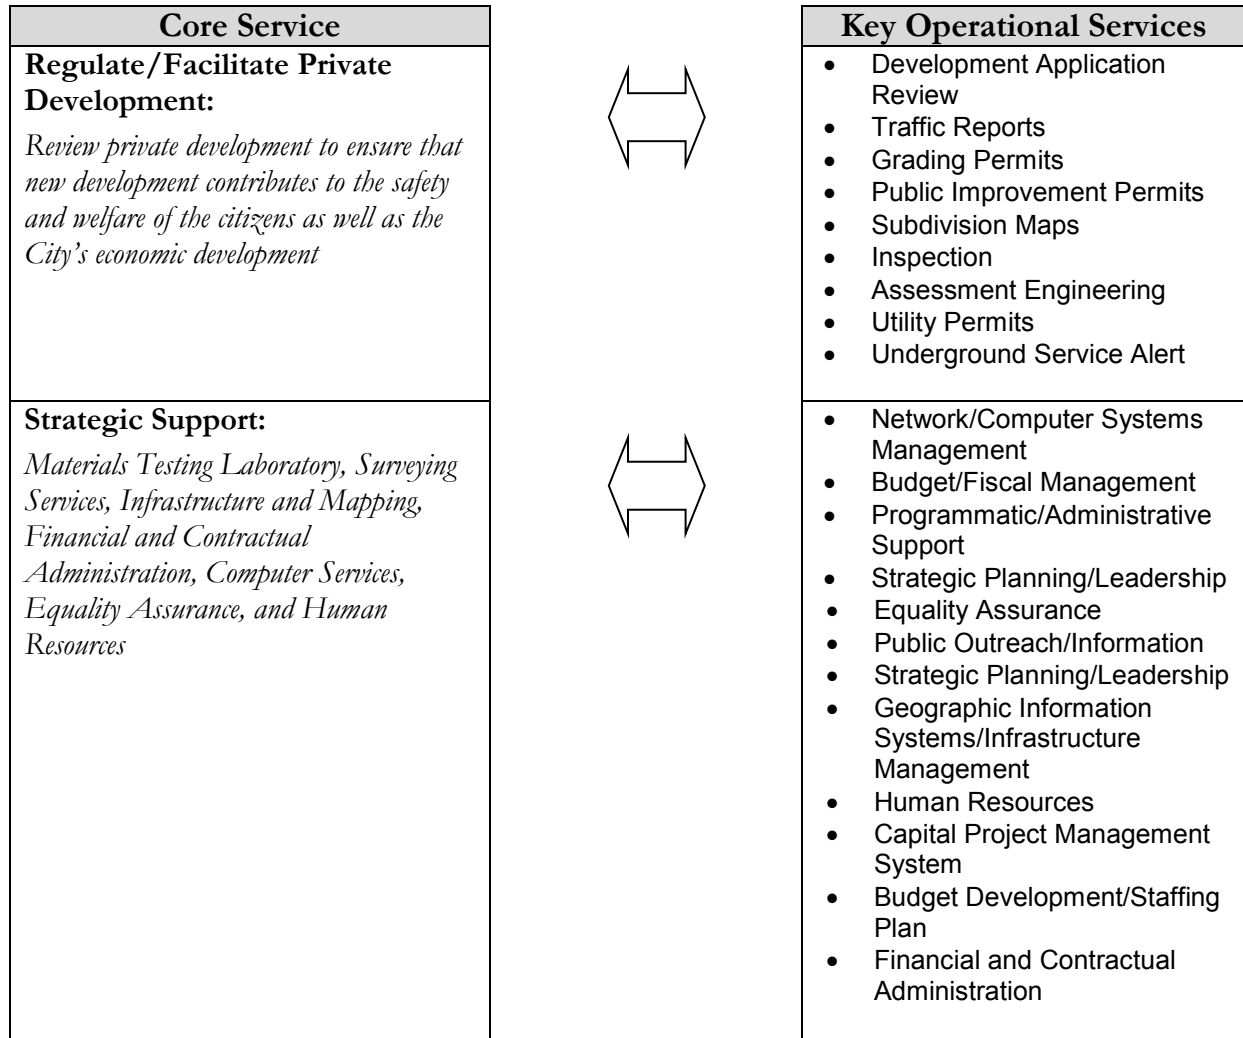 Core Service
Regulate/Facilitate Private
Development:
Review private development to ensure that
new development contributes to the safety
and welfare of the citizens as well as the
City's economic development
Key Operational Services
• Development Application
Review
• Traffic Reports
• Grading Permits
• Public Improvement Permits
• Subdivision Maps
• Inspection
• Assessment Engineering
• Utility Permits
• Underground Service Alert
Strategic Support:
Materials Testing Laboratory, Surveying
Services, Infrastructure and Mapping,
Financial and Contractual
Administration, Computer Services,
Equality Assurance, and Human
Resources
• Network/Computer Systems
Management
• Budget/Fiscal Management
• Programmatic/Administrative
Support
• Strategic Planning/Leadership
• Equality Assurance
• Public Outreach/Information
• Strategic Planning/Leadership
• Geographic Information
Systems/Infrastructure
Management
• Human Resources
• Capital Project Management
System
• Budget Development/Staffing
Plan
• Financial and Contractual
Administration